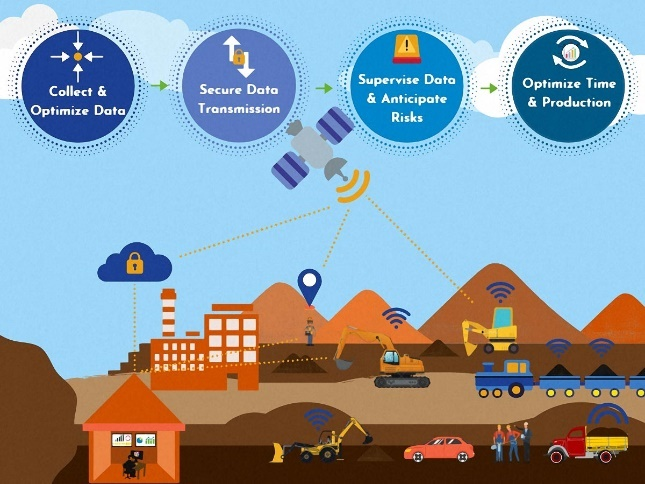 Collect &
Optimize Data
Secure Data
Transmission
Supervise Data
& Anticipate
Risks
Optimize Time
& Production